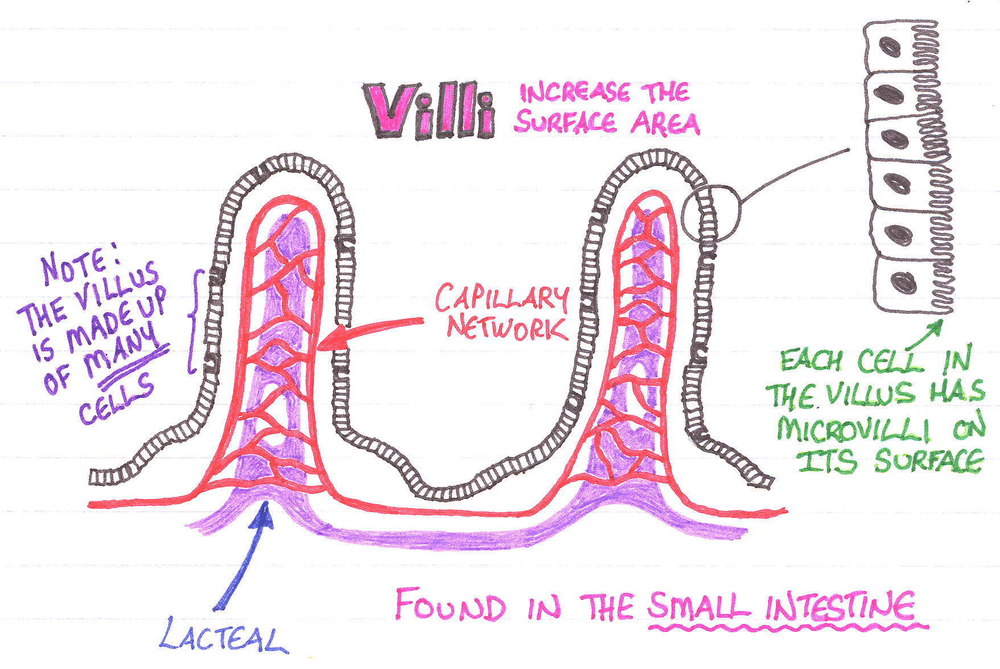 Villi INCREASE THE
SURFACE AREA
NOTE:
THE VILLUS
IS MADE UP
OF MANY
CELLS
CAPILLARY
NETWORK
EACH CELL IN
THE VILLUS HAS
MICROVILLI ON
ITS SURFACE
LACTEAL
FOUND IN THE SMALL INTESTINE